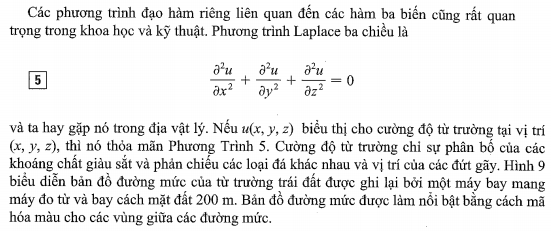 Các phương trình đạo hàm riêng liên quan đến các hàm ba biến cũng rất quan
trọng trong khoa học và kỹ thuật. Phương trình Laplace ba chiều là
5 ∂²u/∂x² + ∂²u/∂y² + ∂²u/∂z² = 0
và ta hay gặp nó trong địa vật lý. Nếu u(x, y, z) biểu thị cho cường độ từ trường tại vị trí
(x, y, z), thì nó thỏa mãn Phương Trình 5. Cường độ từ trường chỉ sự phân bố của các
khoáng chất giàu sắt và phản chiếu các loại đá khác nhau và vị trí của các đứt gãy. Hình 9
biểu diễn bản đồ đường mức của từ trường trái đất được ghi lại bởi một máy bay mang
máy đo từ và bay cách mặt đất 200 m. Bản đồ đường mức được làm nổi bật bằng cách mã
hóa màu cho các vùng giữa các đường mức.